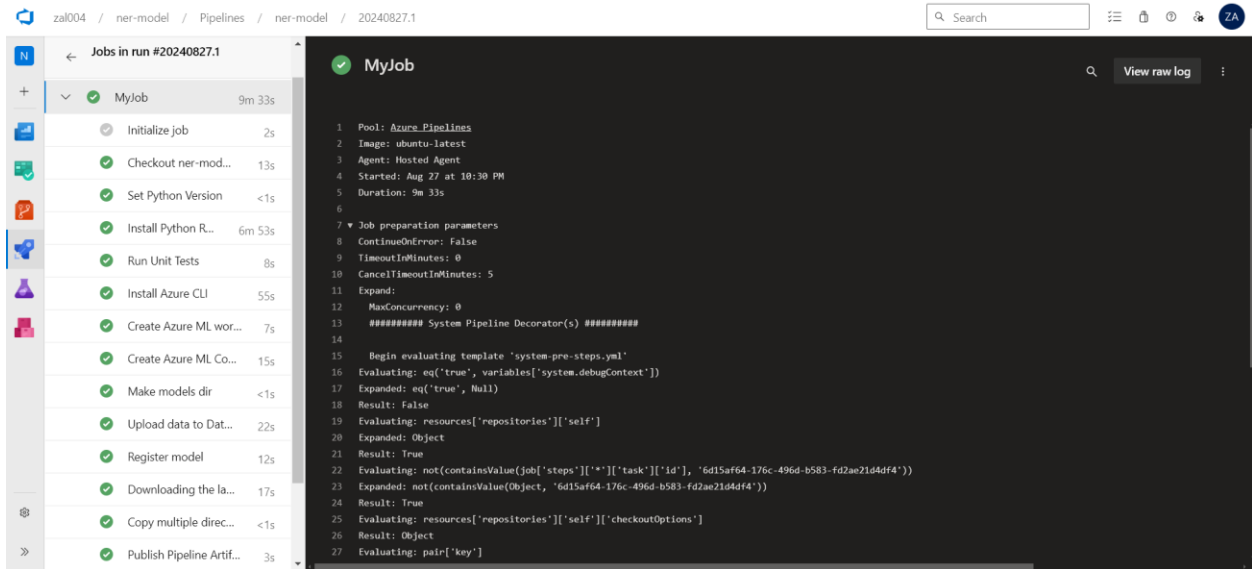 zal004 / ner-model / Pipelines / ner-model / 20240827.1
Search
ZA
N
Jobs in run #20240827.1
MyJob 9m 33s
Initialize job 2s
Checkout ner-mod... 13s
Set Python Version <1s
Install Python R... 6m 53s
Run Unit Tests 8s
Install Azure CLI 55s
Create Azure ML wor... 7s
Create Azure ML Co... 15s
Make models dir <1s
Upload data to Dat... 22s
Register model 12s
Downloading the la... 17s
Copy multiple direc... <1s
Publish Pipeline Artif... 3s
MyJob
View raw log
1 Pool: Azure Pipelines
2 Image: ubuntu-latest
3 Agent: Hosted Agent
4 Started: Aug 27 at 10:30 PM
5 Duration: 9m 33s
6
7 Job preparation parameters
8 ContinueOnError: False
9 TimeoutInMinutes: 0
10 CancelTimeoutInMinutes: 5
11 Expand:
12 MaxConcurrency: 0
13 ########## System Pipeline Decorator(s) ##########
14
15 Begin evaluating template 'system-pre-steps.yml'
16 Evaluating: eq('true', variables['system.debugContext'])
17 Expanded: eq('true', Null)
18 Result: False
19 Evaluating: resources['repositories']['self']
20 Expanded: Object
21 Result: True
22 Evaluating: not(containsValue(job['steps']['*']['task']['id'], '6d15af64-176c-496d-b583-fd2ae21d4df4'))
23 Expanded: not(containsValue(Object, '6d15af64-176c-496d-b583-fd2ae21d4df4'))
24 Result: True
25 Evaluating: resources['repositories']['self']['checkoutOptions']
26 Result: Object
27 Evaluating: pair['key']